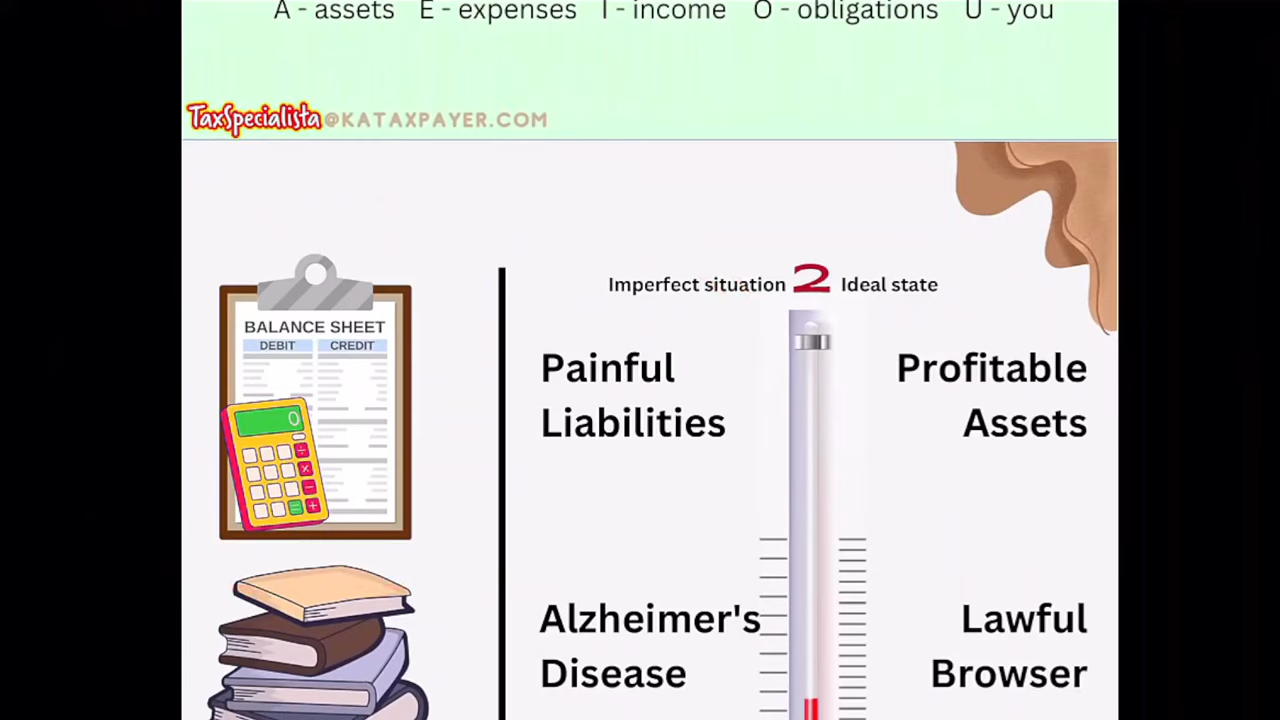 A - assets E - expenses I - income O - obligations U - you
TaxSpecialista @KATAXPAYER.COM
Imperfect situation 2 Ideal state
BALANCE SHEET
DEBIT CREDIT
0
Painful Liabilities
Profitable Assets
Alzheimer's Disease
Lawful Browser